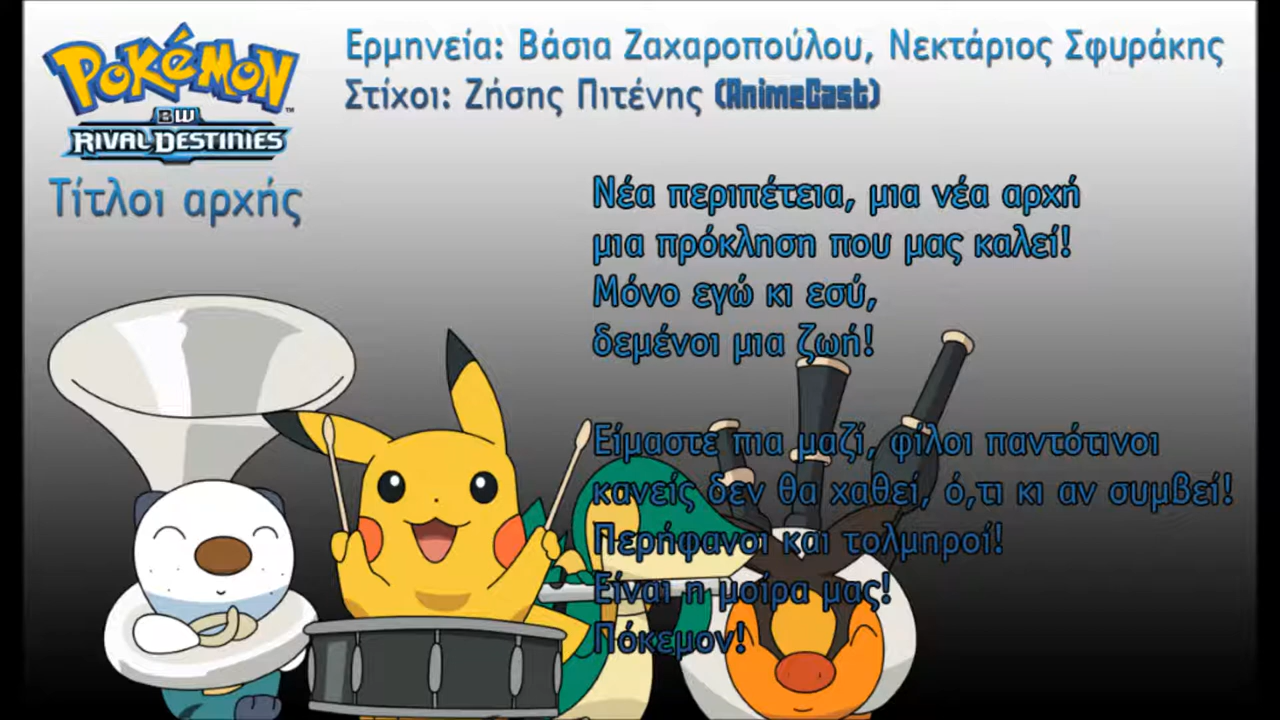 Pokémon
BW
RIVAL DESTINIES
Τίτλοι αρχής
Ερμηνεία: Βάσια Ζαχαροπούλου, Νεκτάριος Σφυράκης
Στίχοι: Ζήσης Πιτένης (AnimeCast)
Νέα περιπέτεια, μια νέα αρχή
μια πρόκληση που μας καλεί!
Μόνο εγώ κι εσύ,
δεμένοι μια ζωή!
Είμαστε πια μαζί, φίλοι παντότινοι
κανείς δεν θα χαθεί, ό,τι κι αν συμβεί!
Περήφανοι και τολμηροί!
Είναι η μοίρα μας!
Πόκεμον!